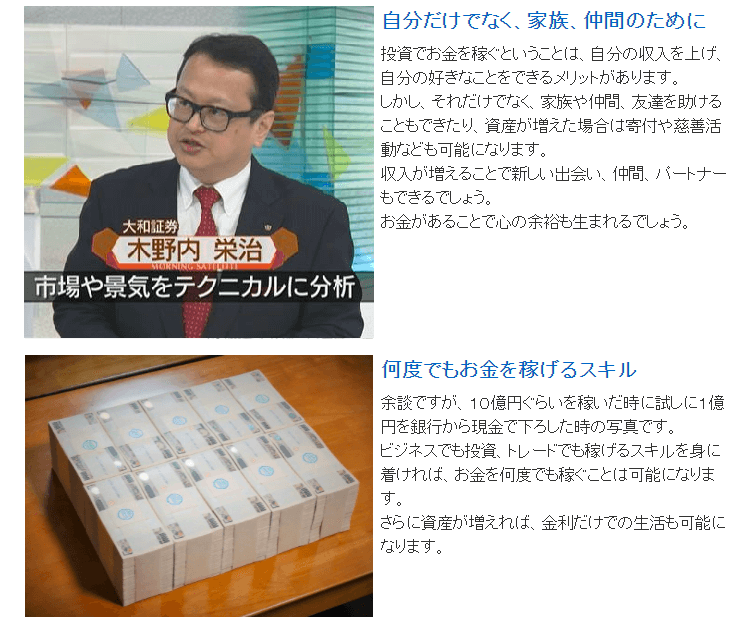 自分だけでなく、家族、仲間のために
投資でお金を稼ぐということは、自分の収入を上げ、
自分の好きなことをできるメリットがあります。
しかし、それだけでなく、家族や仲間、友達を助ける
こともできたり、資産が増えた場合は寄付や慈善活
動なども可能になります。
収入が増えることで新しい出会い、仲間、パートナー
もできるでしょう。
お金があることで心の余裕も生まれるでしょう。
大和証券
木野内 栄治
MORNING SATELLITE
市場や景気をテクニカルに分析
何度でもお金を稼げるスキル
余談ですが、10億円ぐらいを稼いだ時に試しに1億
円を銀行から現金で下ろした時の写真です。
ビジネスでも投資、トレードでも稼げるスキルを身に
着ければ、お金を何度でも稼ぐことは可能になりま
す。
さらに資産が増えれば、金利だけでの生活も可能に
なります。